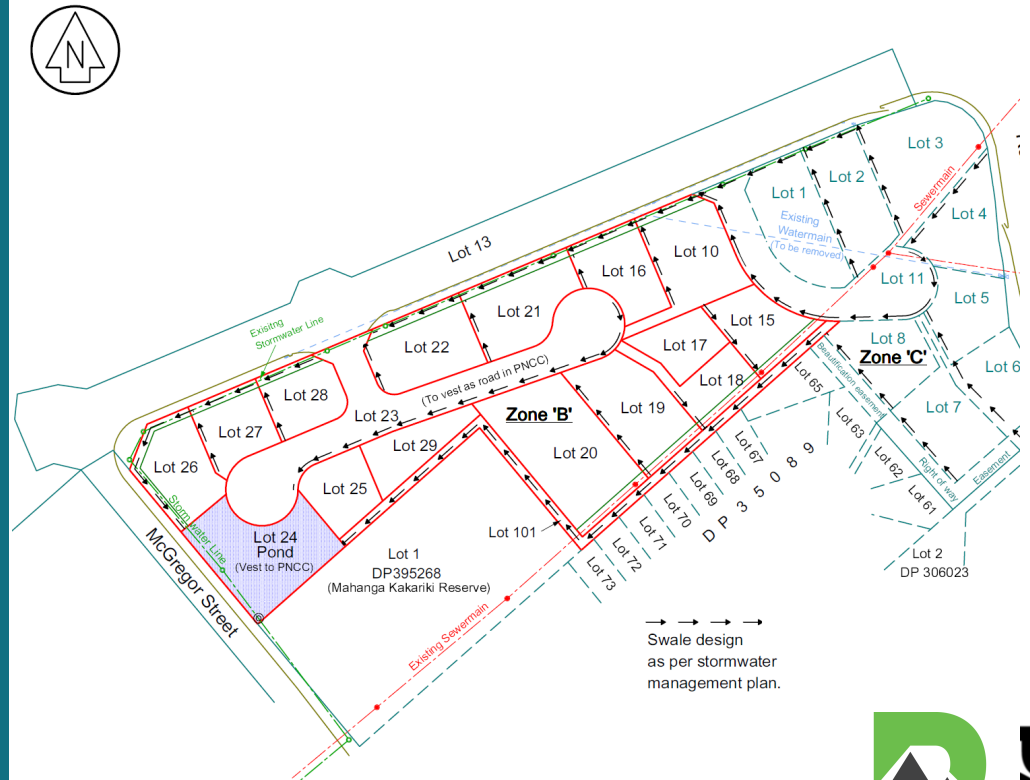 N
Lot 3
Lot 2
Lot 1
Sewermain
Lot 4
Existing
Watermain
(To be removed)
Lot 13
Lot 10
Lot 16
Lot 11
Lot 5
Lot 21
Exisitng
Stormwater Line
Lot 15
Lot 8
Zone 'C'
Lot 22
Lot 17
Beautification easement
Lot 6
Lot 18
Lot 65
(To vest as road in PNCC)
Lot 28
Lot 23
Lot 19
Lot 7
Zone 'B'
Lot 63
Lot 27
Lot 29
Lot 20
Lot 67
Lot 68
Lot 62
Lot 26
Lot 25
Lot 69
DP 35089
Right of way
Easement
Lot 61
Lot 70
Stormwater Line
Lot 24
Pond
(Vest to PNCC)
Lot 101
Lot 71
Lot 72
Lot 73
Lot 1
DP395268
(Mahanga Kakariki Reserve)
Lot 2
DP 306023
McGregor Street
Existing Sewermain
Swale design
as per stormwater
management plan.